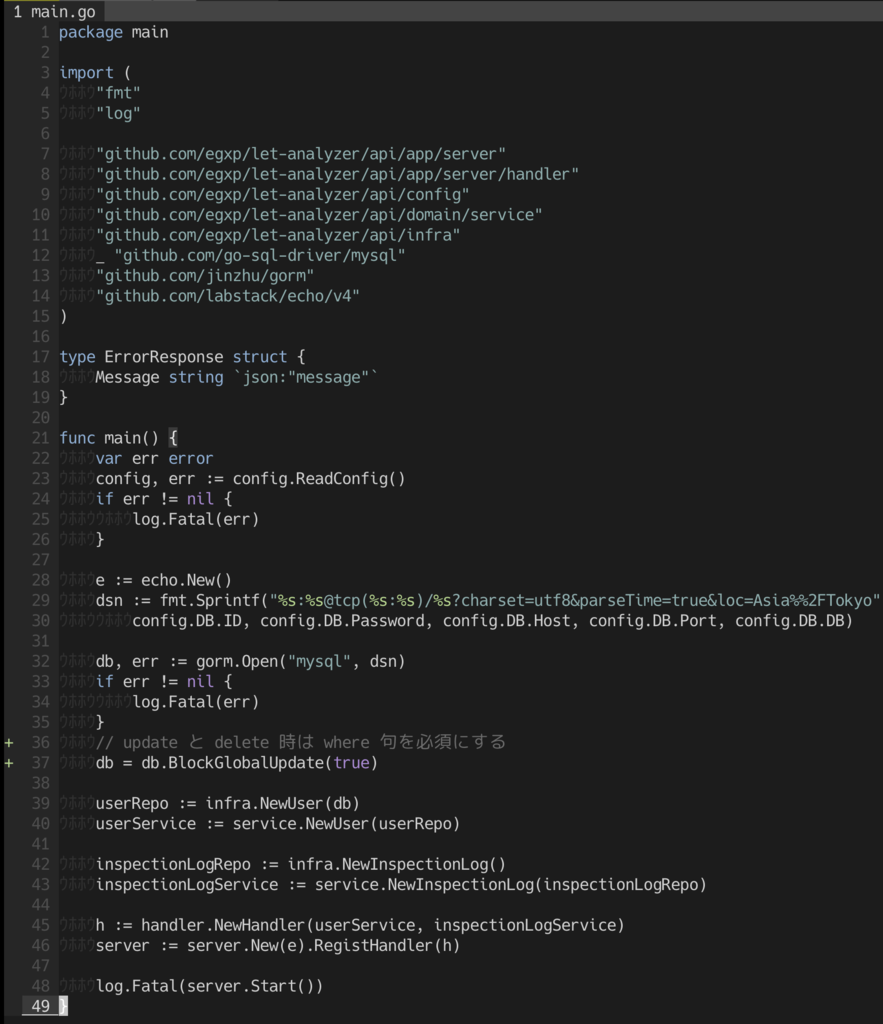 1 main.go
1 package main
2
3 import (
4 ウホホウ"fmt"
5 ウホホウ"log"
6
7 ウホホウ"github.com/egxp/let-analyzer/api/app/server"
8 ウホホウ"github.com/egxp/let-analyzer/api/app/server/handler"
9 ウホホウ"github.com/egxp/let-analyzer/api/config"
10 ウホホウ"github.com/egxp/let-analyzer/api/domain/service"
11 ウホホウ"github.com/egxp/let-analyzer/api/infra"
12 ウホホウ_ "github.com/go-sql-driver/mysql"
13 ウホホウ"github.com/jinzhu/gorm"
14 ウホホウ"github.com/labstack/echo/v4"
15 )
16
17 type ErrorResponse struct {
18 ウホホウMessage string `json:"message"`
19 }
20
21 func main() {
22 ウホホウvar err error
23 ウホホウconfig, err := config.ReadConfig()
24 ウホホウif err != nil {
25 ウホホウウホホウlog.Fatal(err)
26 ウホホウ}
27
28 ウホホウe := echo.New()
29 ウホホウdsn := fmt.Sprintf("%s:%s@tcp(%s:%s)/%s?charset=utf8&parseTime=true&loc=Asia%%2FTokyo"
30 ウホホウウホホウconfig.DB.ID, config.DB.Password, config.DB.Host, config.DB.Port, config.DB.DB)
31
32 ウホホウdb, err := gorm.Open("mysql", dsn)
33 ウホホウif err != nil {
34 ウホホウウホホウlog.Fatal(err)
35 ウホホウ}
+ 36 ウホホウ// update と delete 時は where 句を必須にする
+ 37 ウホホウdb = db.BlockGlobalUpdate(true)
38
39 ウホホウuserRepo := infra.NewUser(db)
40 ウホホウuserService := service.NewUser(userRepo)
41
42 ウホホウinspectionLogRepo := infra.NewInspectionLog()
43 ウホホウinspectionLogService := service.NewInspectionLog(inspectionLogRepo)
44
45 ウホホウh := handler.NewHandler(userService, inspectionLogService)
46 ウホホウserver := server.New(e).RegistHandler(h)
47
48 ウホホウlog.Fatal(server.Start())
49 }